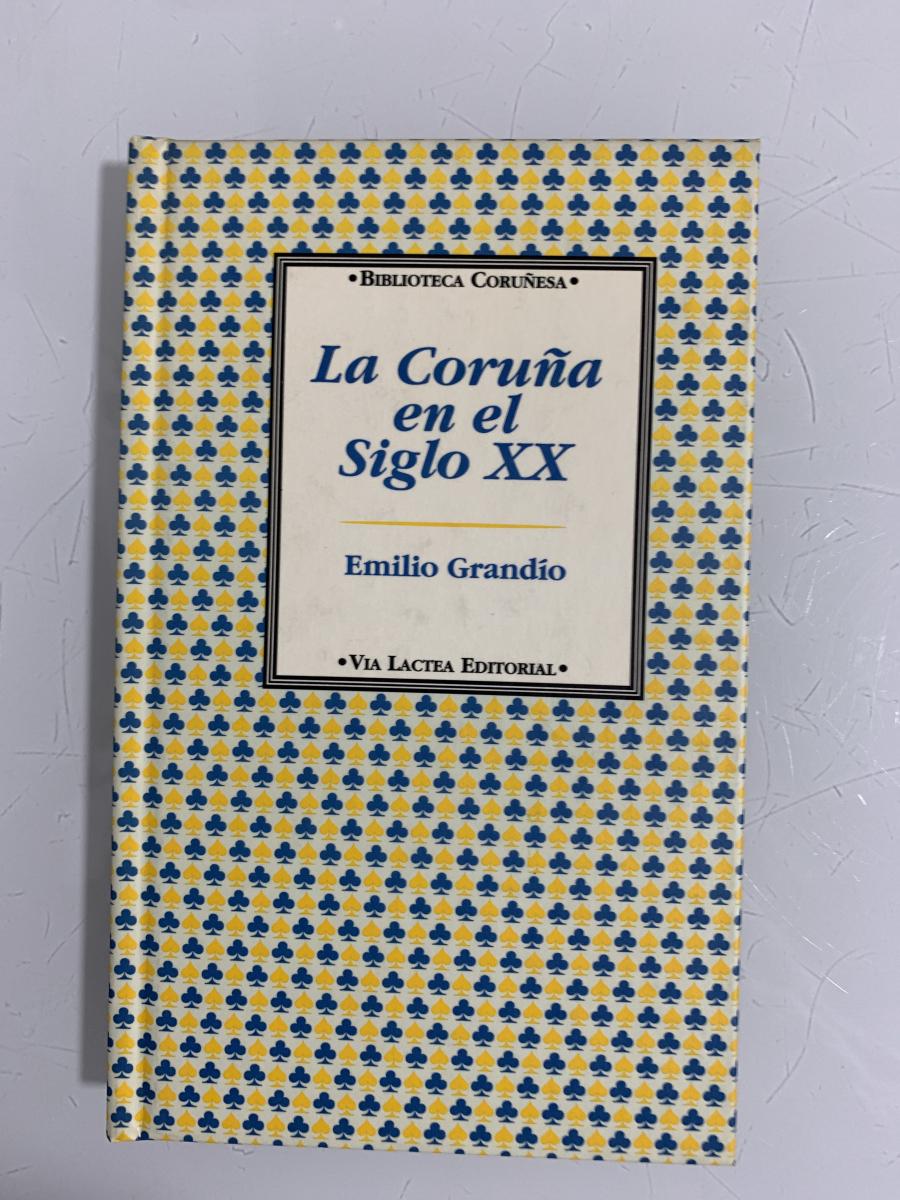 •BIBLIOTECA CORUÑESA•
La Coruña
en el
Siglo XX
Emilio Grandío
•VIA LACTEA EDITORIAL•